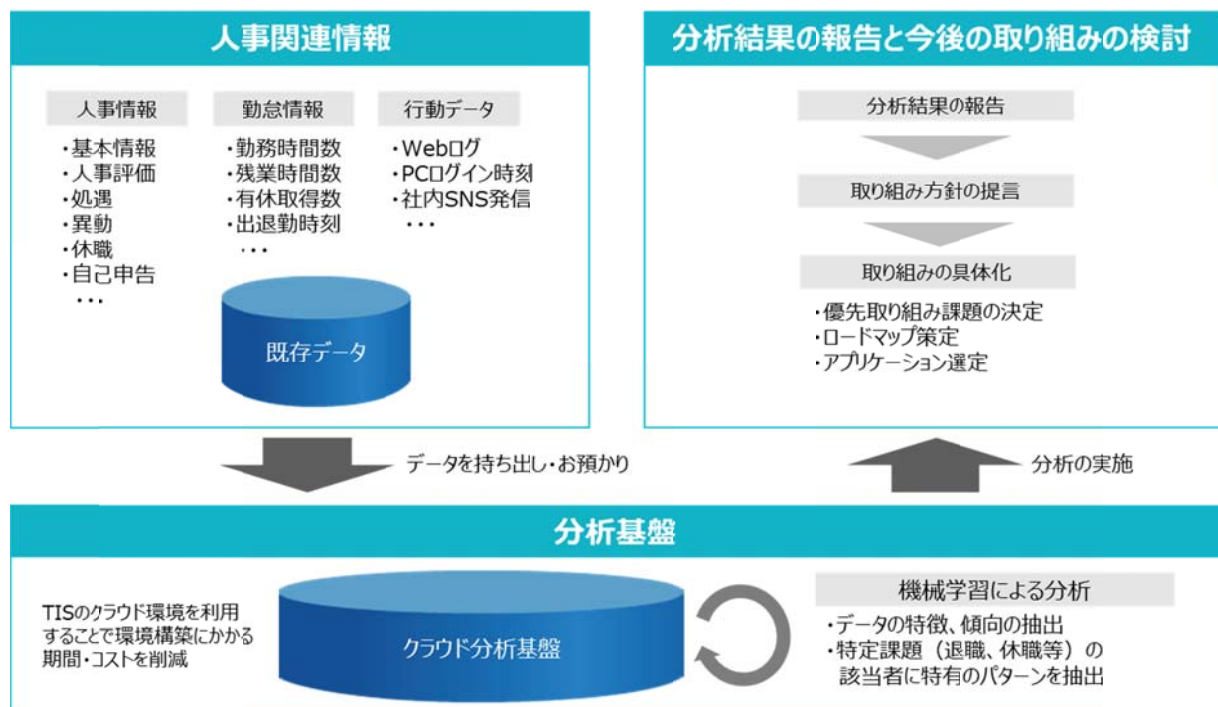 人事関連情報
人事情報
・基本情報
・人事評価
・処遇
・異動
・休職
・自己申告
・・・
勤怠情報
・勤務時間数
・残業時間数
・有休取得数
・出退勤時刻
・・・
行動データ
・Webログ
・PCログイン時刻
・社内SNS発信
・・・
既存データ
分析結果の報告と今後の取り組みの検討
分析結果の報告
取り組み方針の提言
取り組みの具体化
・優先取り組み課題の決定
・ロードマップ策定
・アプリケーション選定
データを持ち出し・お預かり
分析の実施
分析基盤
TISのクラウド環境を利用
することで環境構築にかかる
期間・コストを削減
クラウド分析基盤
機械学習による分析
・データの特徴、傾向の抽出
・特定課題（退職、休職等）の
該当者に特有のパターンを抽出